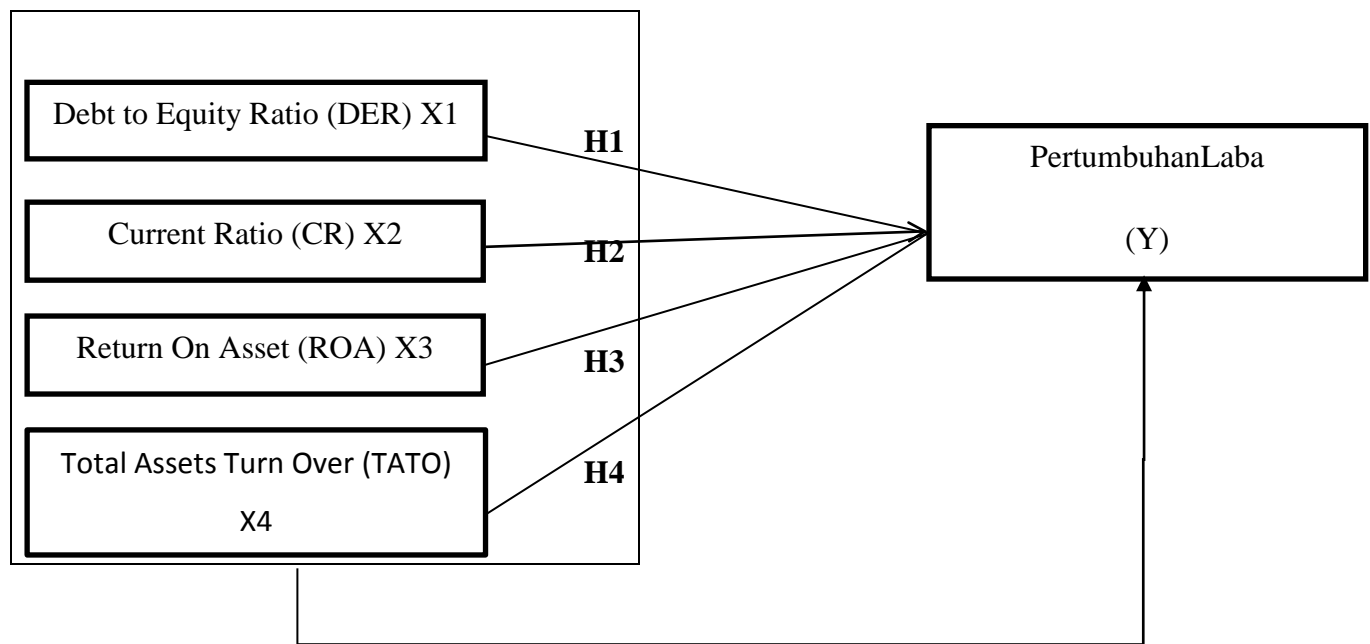 Debt to Equity Ratio (DER) X1
H1
PertumbuhanLaba
(Y)
Current Ratio (CR) X2
H2
Return On Asset (ROA) X3
H3
Total Assets Turn Over (TATO)
X4
H4